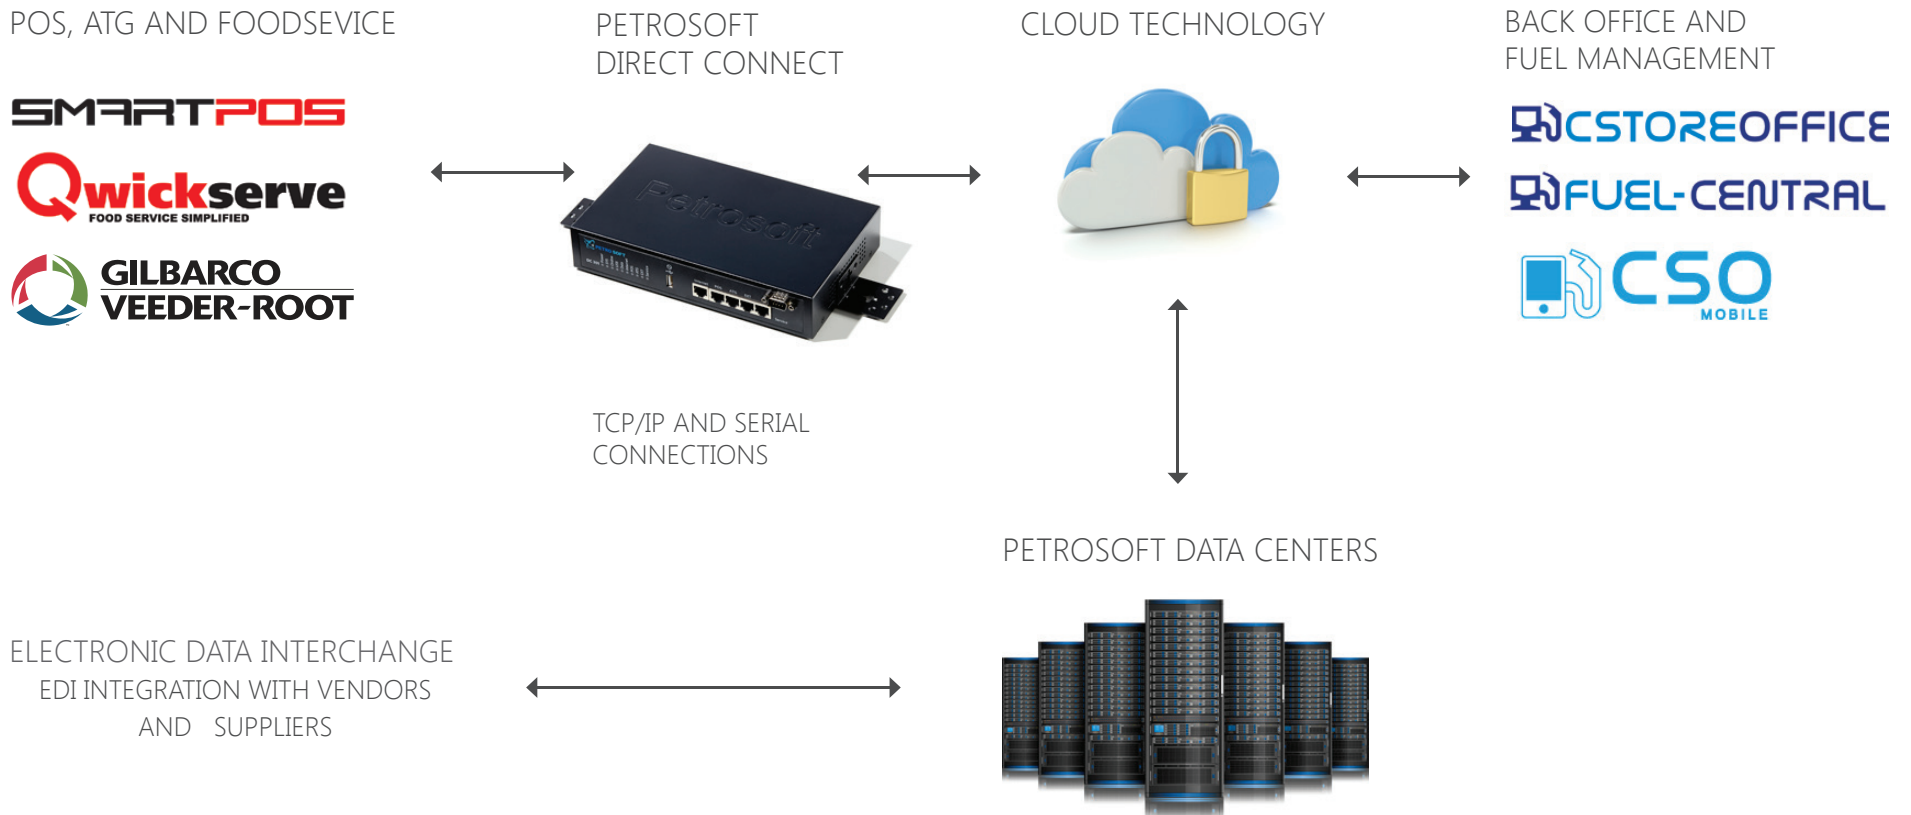 POS, ATG AND FOODSEVICE
SMARTPOS
Qwickserve
FOOD SERVICE SIMPLIFIED
GILBARCO
VEEDER-ROOT
PETROSOFT
DIRECT CONNECT
Petrosoft
TCP/IP AND SERIAL
CONNECTIONS
CLOUD TECHNOLOGY
BACK OFFICE AND
FUEL MANAGEMENT
CSTOREOFFICE
FUEL-CENTRAL
CSO
MOBILE
PETROSOFT DATA CENTERS
ELECTRONIC DATA INTERCHANGE
EDI INTEGRATION WITH VENDORS
AND SUPPLIERS